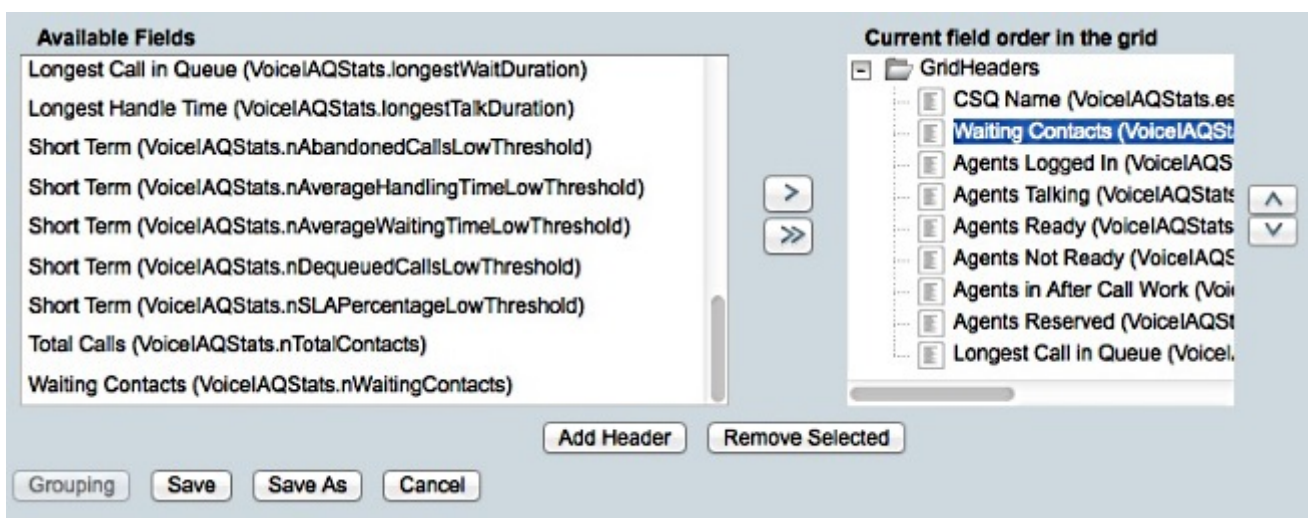 Available Fields
Longest Call in Queue (VoiceIAQStats.longestWaitDuration)
Longest Handle Time (VoiceIAQStats.longestTalkDuration)
Short Term (VoiceIAQStats.nAbandonedCallsLowThreshold)
Short Term (VoiceIAQStats.nAverageHandlingTimeLowThreshold)
Short Term (VoiceIAQStats.nAverageWaitingTimeLowThreshold)
Short Term (VoiceIAQStats.nDequeuedCallsLowThreshold)
Short Term (VoiceIAQStats.nSLAPercentageLowThreshold)
Total Calls (VoiceIAQStats.nTotalContacts)
Waiting Contacts (VoiceIAQStats.nWaitingContacts)
Current field order in the grid
GridHeaders
CSQ Name (VoiceIAQStats.es
Waiting Contacts (VoiceIAQSt
Agents Logged In (VoiceIAQS
Agents Talking (VoiceIAQStats
Agents Ready (VoiceIAQStats
Agents Not Ready (VoiceIAQS
Agents in After Call Work (Voi
Agents Reserved (VoiceIAQSt
Longest Call in Queue (VoiceI
Add Header Remove Selected
Grouping Save Save As Cancel